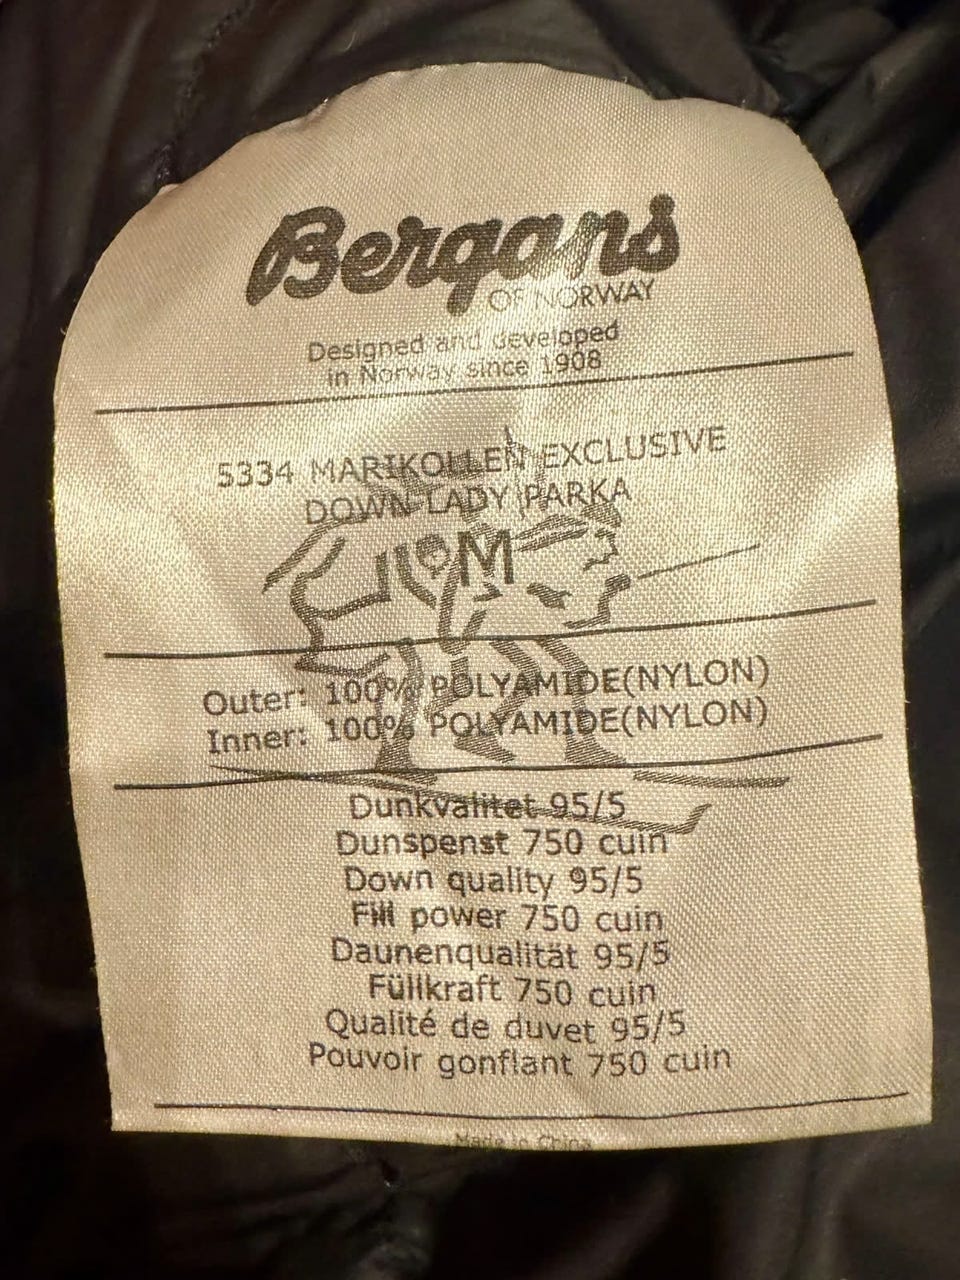 Bergans
OF NORWAY
Designed and developed
in Norway since 1908
5334 MARIKOLLEN EXCLUSIVE
DOWN LADY PARKA
M
Outer: 100% POLYAMIDE(NYLON)
Inner: 100% POLYAMIDE(NYLON)
Dunkvalitet 95/5
Dunspenst 750 cuin
Down quality 95/5
Fill power 750 cuin
Daunenqualität 95/5
Füllkraft 750 cuin
Qualité de duvet 95/5
Pouvoir gonflant 750 cuin
Made in China